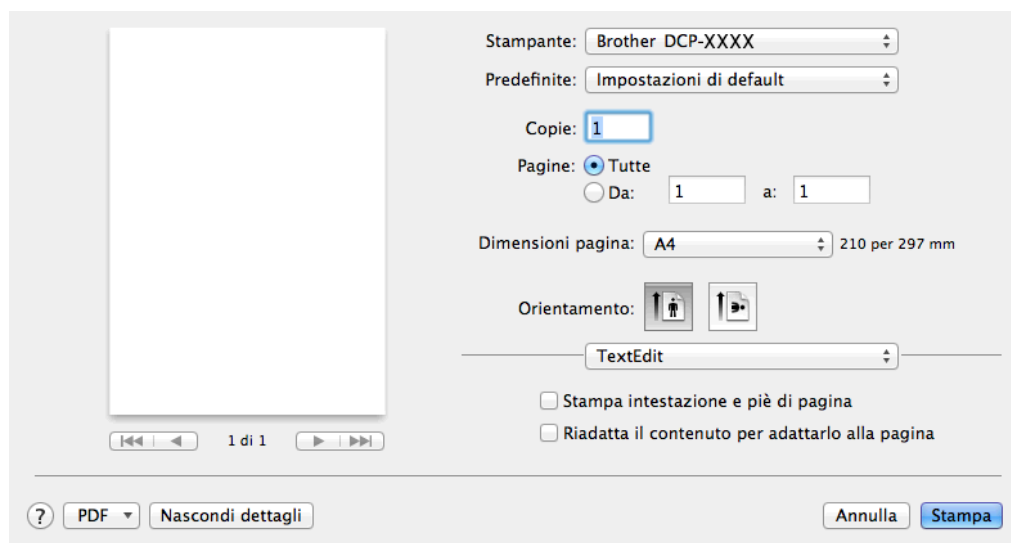 Stampante: Brother DCP-XXXX
Predefinite: Impostazioni di default
Copie: 1
Pagine: Tutte
Da: 1 a: 1
Dimensioni pagina: A4 210 per 297 mm
Orientamento:
TextEdit
Stampa intestazione e piè di pagina
Riadatta il contenuto per adattarlo alla pagina
1 di 1
? PDF Nascondi dettagli Annulla Stampa